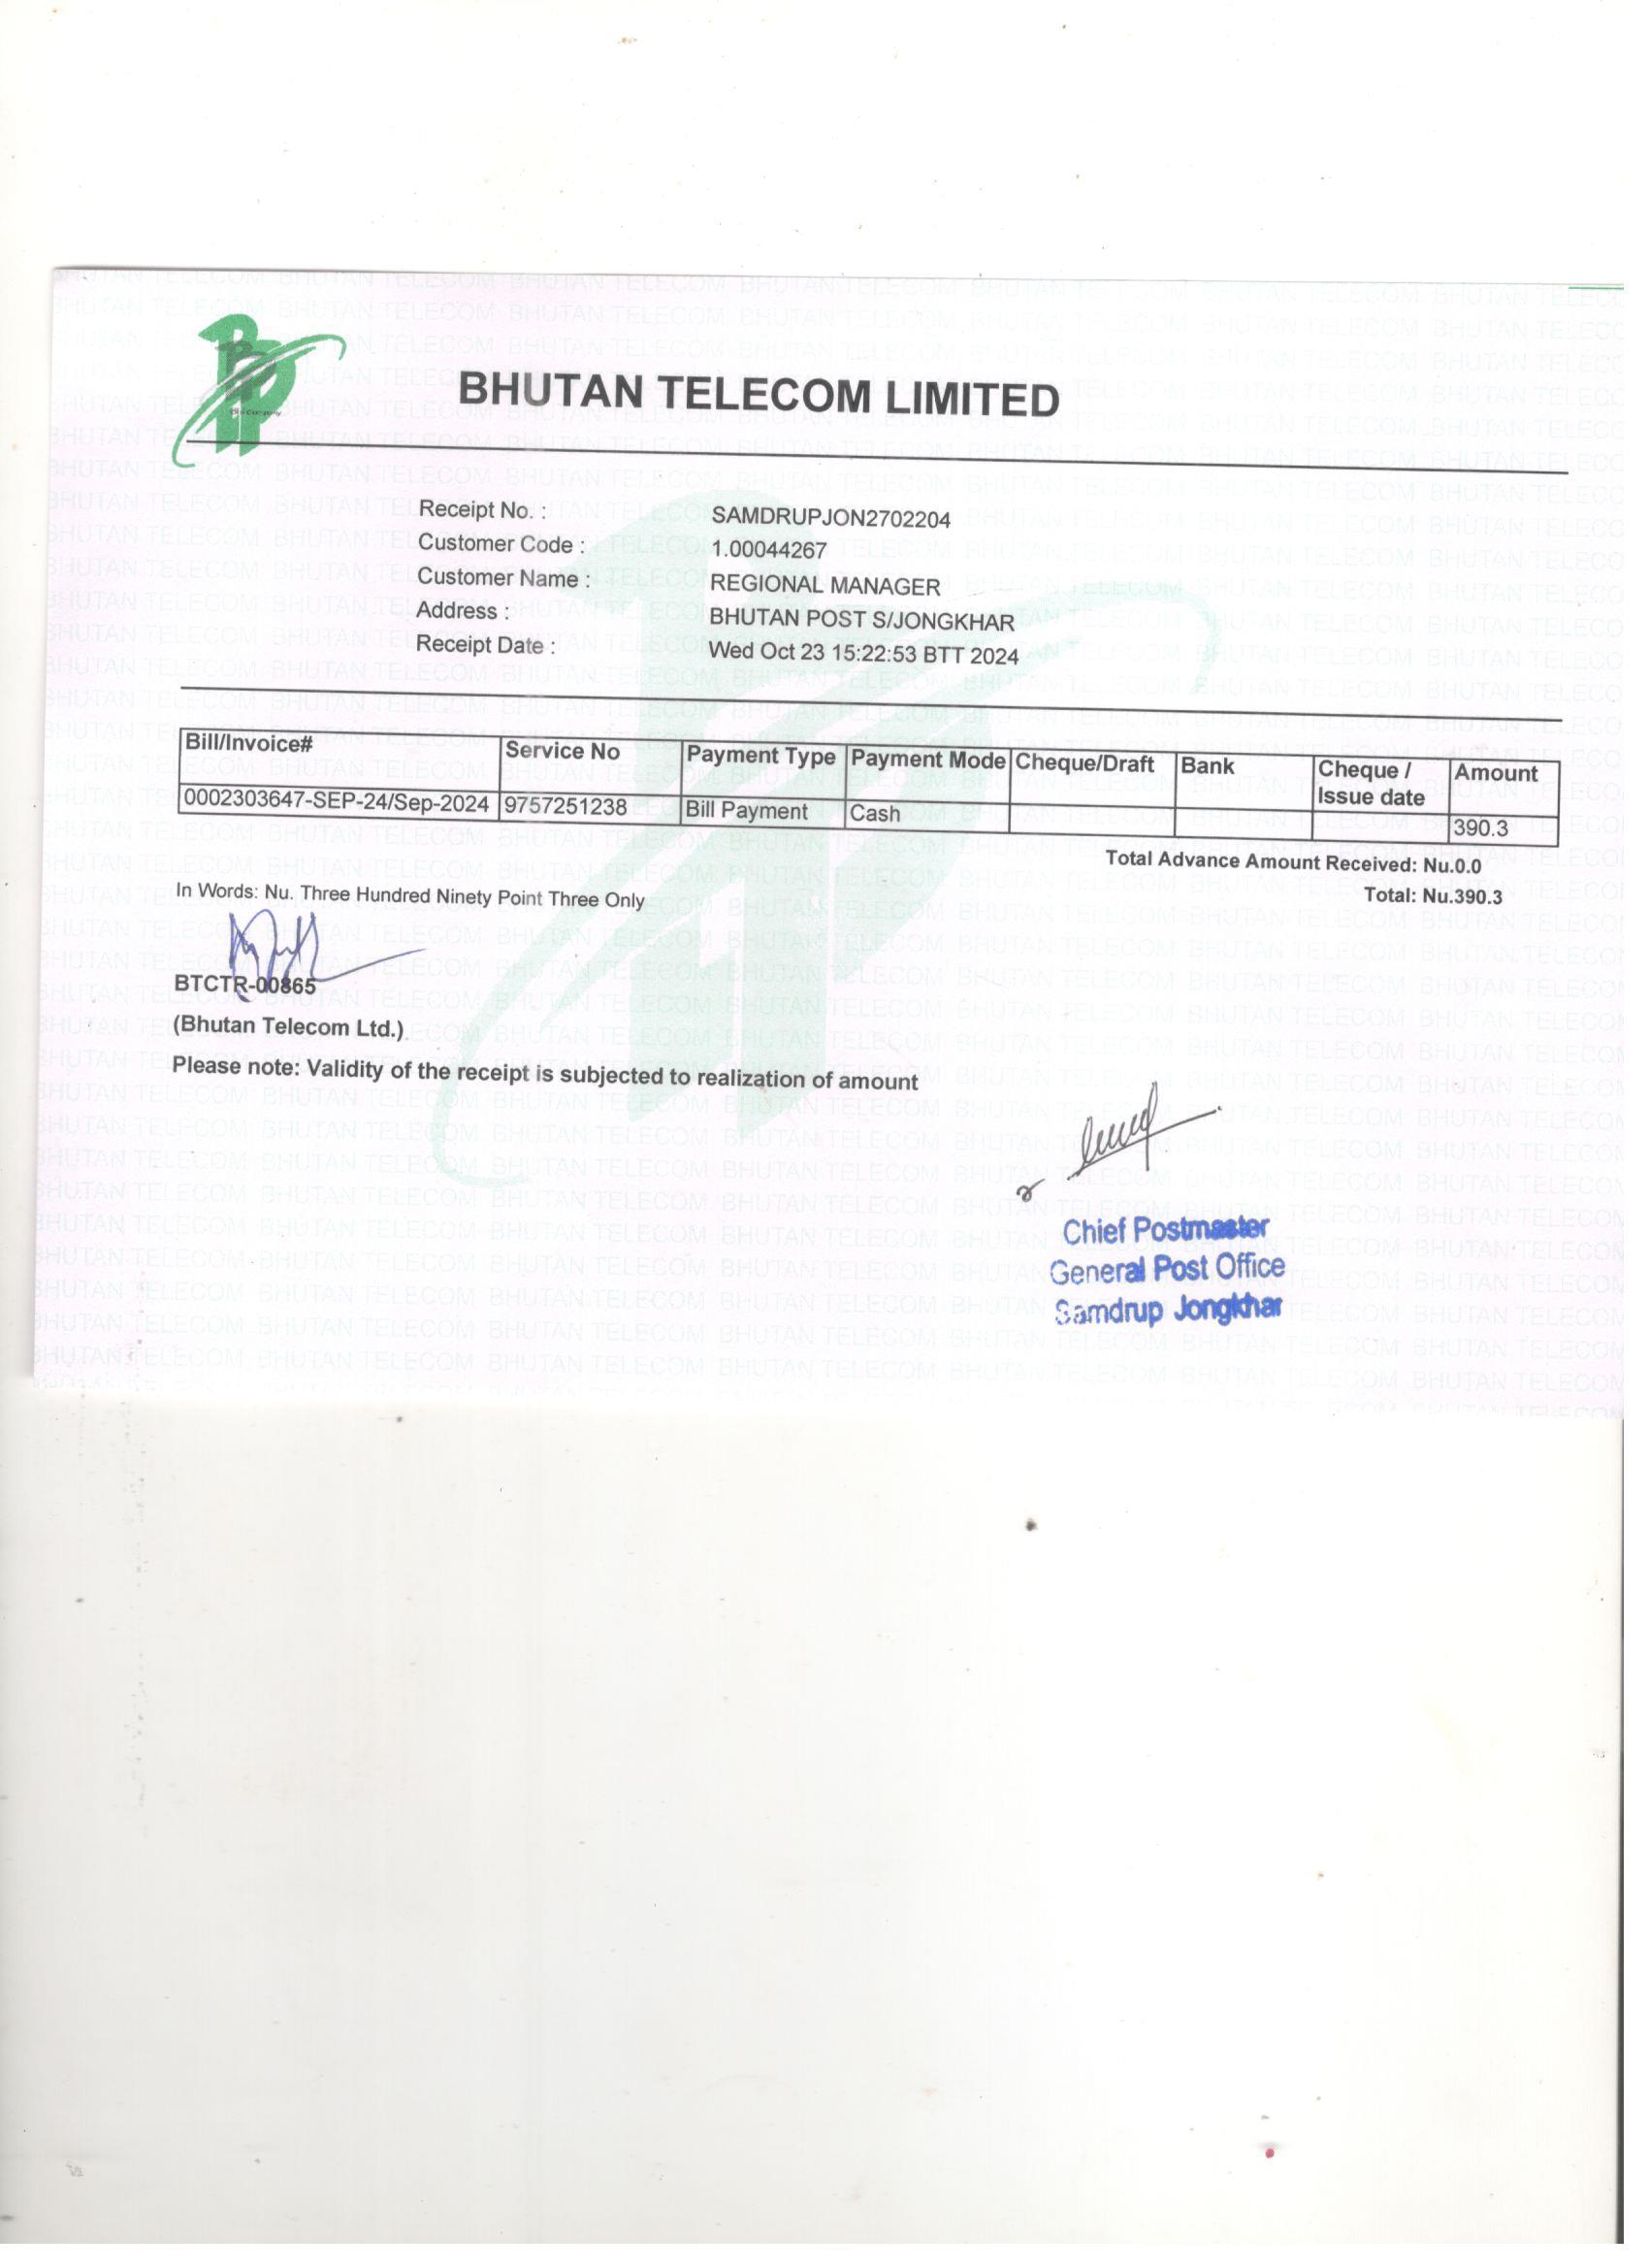 BHUTAN TELECOM LIMITED
Receipt No. : SAMDRUPJON2702204
Customer Code : 1.00044267
Customer Name : REGIONAL MANAGER
Address : BHUTAN POST S/JONGKHAR
Receipt Date : Wed Oct 23 15:22:53 BTT 2024
Bill/Invoice# Service No Payment Type Payment Mode Cheque/Draft Bank Cheque / Issue date Amount
0002303647-SEP-24/Sep-2024 9757251238 Bill Payment Cash 390.3
Total Advance Amount Received: Nu.0.0
In Words: Nu. Three Hundred Ninety Point Three Only
Total: Nu.390.3
BTCTR-00865
(Bhutan Telecom Ltd.)
Please note: Validity of the receipt is subjected to realization of amount
Chief Postmaster
General Post Office
Samdrup Jongkhar